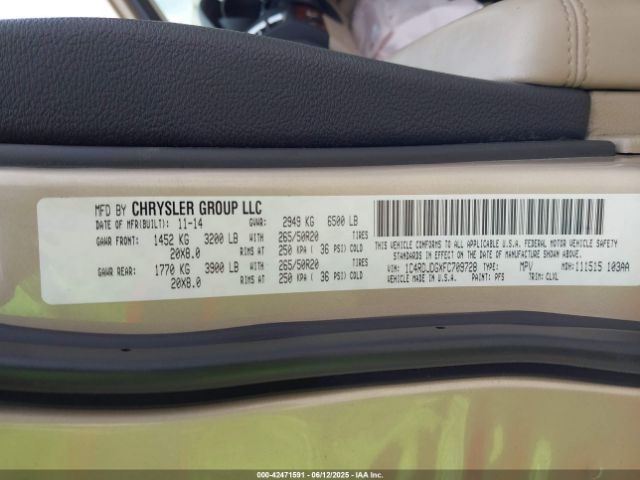 MFD BY CHRYSLER GROUP LLC
DATE OF MFR(BUILT): 11-14 GVWR: 2949 KG 6500 LB
GAWR FRONT: 1452 KG 3200 LB WITH 265/50R20 TIRES
20X8.0 RIMS AT 250 KPA ( 36 PSI COLD)
GAWR REAR: 1770 KG 3900 LB WITH 265/50R20 TIRES
20X8.0 RIMS AT 250 KPA ( 36 PSI COLD)
THIS VEHICLE CONFORMS TO ALL APPLICABLE U.S.A. FEDERAL MOTOR VEHICLE SAFETY
STANDARDS IN EFFECT ON THE DATE OF MANUFACTURE SHOWN ABOVE.
VIN: 1C4RDJDGXFC709728 TYPE: MPV MDH: 111515 103AA
VEHICLE MADE IN U.S.A. PAINT: PFS TRIM: CLVL
000-42471591 - 06/12/2025 - IAAI.com